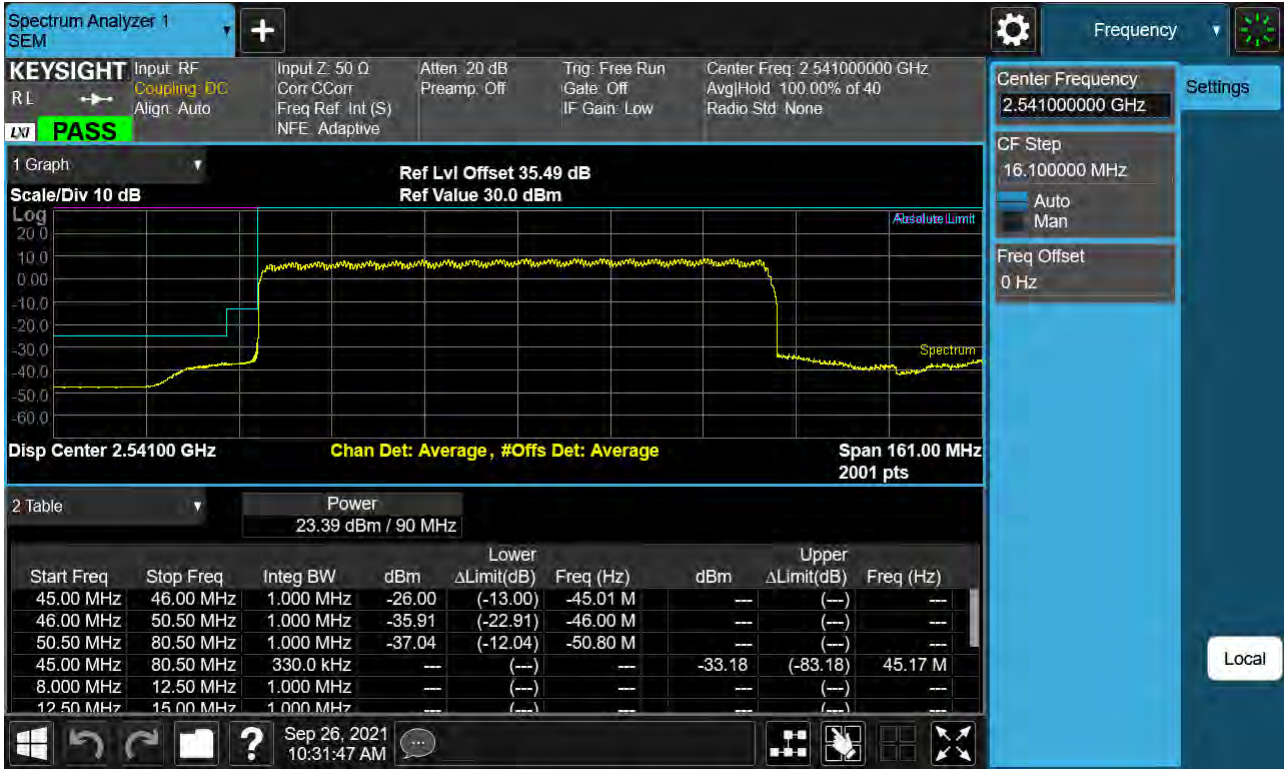 Spectrum Analyzer 1
SEM
Frequency
KEYSIGHT
RL
LXI PASS
Input: RF
Coupling: DC
Align: Auto
Input Z: 50 Ω
Corr CCorr
Freq Ref: Int (S)
NFE: Adaptive
Atten: 20 dB
Preamp: Off
Trig: Free Run
Gate: Off
IF Gain: Low
Center Freq: 2.541000000 GHz
Avg|Hold: 100.00% of 40
Radio Std: None
Center Frequency
2.541000000 GHz
Settings
CF Step
16.100000 MHz
Auto
Man
Freq Offset
0 Hz
Local
1 Graph
Scale/Div 10 dB
Ref Lvl Offset 35.49 dB
Ref Value 30.0 dBm
Log
20.0
10.0
0.00
-10.0
-20.0
-30.0
-40.0
-50.0
-60.0
Absolute Limit
Spectrum
Disp Center 2.54100 GHz
Chan Det: Average, #Offs Det: Average
Span 161.00 MHz
2001 pts
2 Table
Power
23.39 dBm / 90 MHz
Lower Upper
Start Freq Stop Freq Integ BW dBm ΔLimit(dB) Freq (Hz) dBm ΔLimit(dB) Freq (Hz)
45.00 MHz 46.00 MHz 1.000 MHz -26.00 (-13.00) -45.01 M --- (---) ---
46.00 MHz 50.50 MHz 1.000 MHz -35.91 (-22.91) -46.00 M --- (---) ---
50.50 MHz 80.50 MHz 1.000 MHz -37.04 (-12.04) -50.80 M --- (---) ---
45.00 MHz 80.50 MHz 330.0 kHz --- (---) --- -33.18 (-83.18) 45.17 M
8.000 MHz 12.50 MHz 1.000 MHz --- (---) --- --- (---) ---
12.50 MHz 15.00 MHz 1.000 MHz --- (---) --- --- (---) ---
Sep 26, 2021
10:31:47 AM